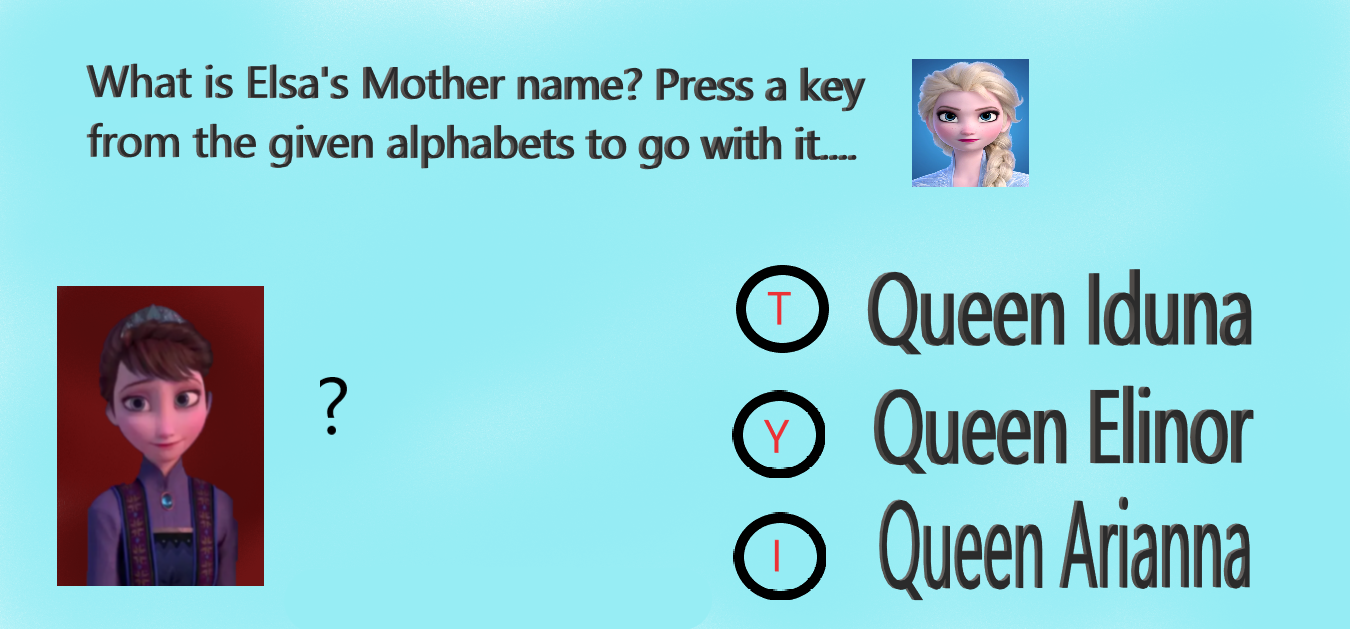 What is Elsa's Mother name? Press a key
from the given alphabets to go with it....
T Queen Iduna
?
Y Queen Elinor
I Queen Arianna